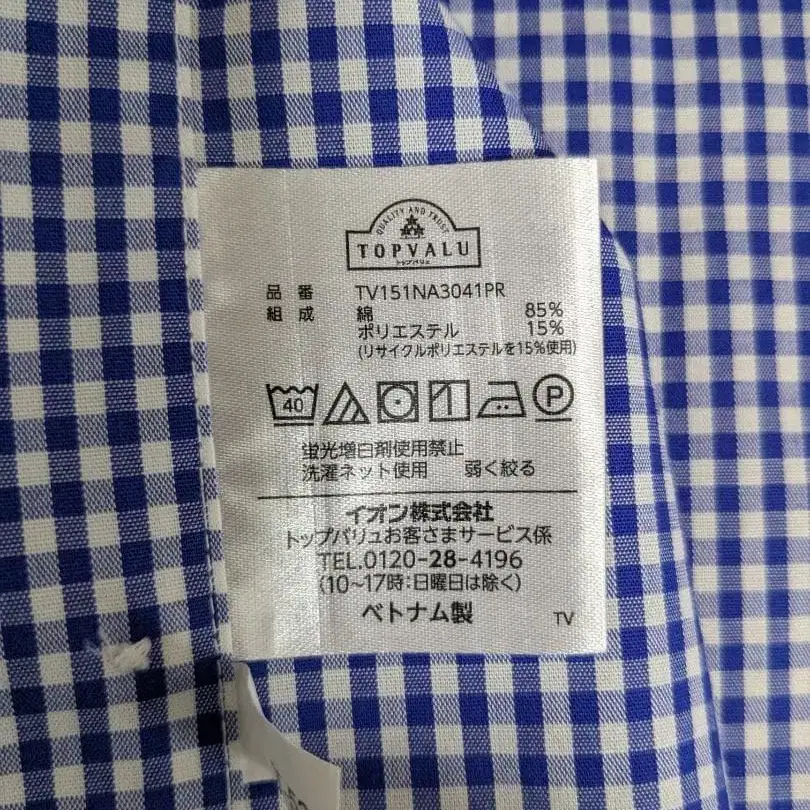 QUALITY AND TRUST
TOPVALU
トップバリュ
品番 TV151NA3041PR
組成 綿 85%
ポリエステル 15%
(リサイクルポリエステルを15%使用)
40 P
蛍光増白剤使用禁止
洗濯ネット使用 弱く絞る
イオン株式会社
トップバリュお客さまサービス係
TEL.0120-28-4196
(10~17時:日曜日は除く)
ベトナム製
TV